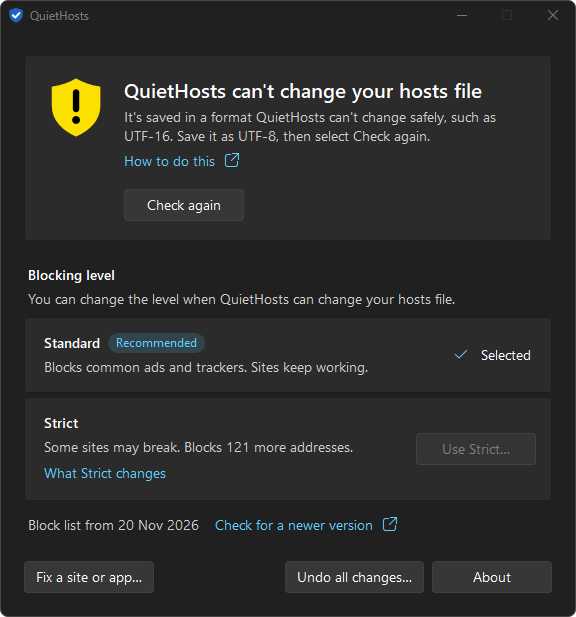 QuietHosts
QuietHosts can't change your hosts file
It's saved in a format QuietHosts can't change safely, such as
UTF-16. Save it as UTF-8, then select Check again.
How to do this
Check again
Blocking level
You can change the level when QuietHosts can change your hosts file.
Standard Recommended
Blocks common ads and trackers. Sites keep working.
Selected
Strict
Some sites may break. Blocks 121 more addresses.
What Strict changes
Use Strict...
Block list from 20 Nov 2026 Check for a newer version
Fix a site or app... Undo all changes... About